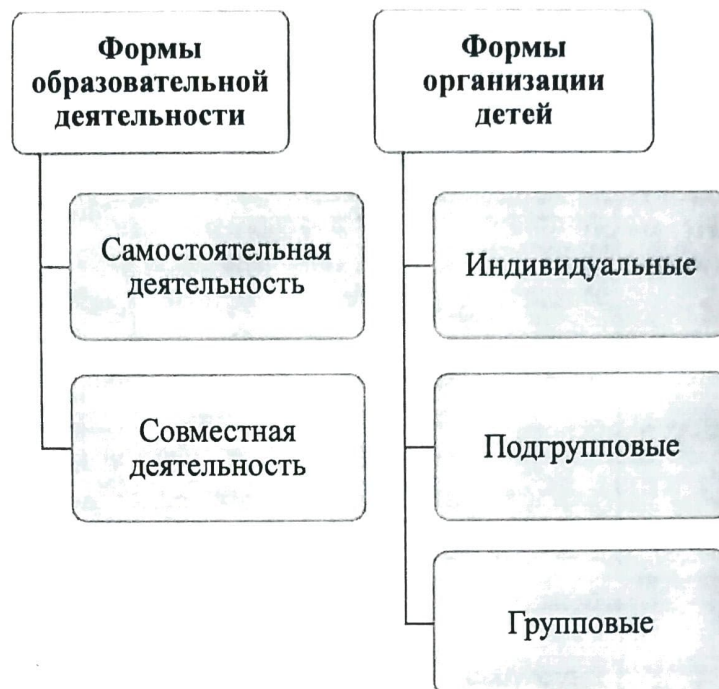 Формы
образовательной
деятельности
Самостоятельная
деятельность
Совместная
деятельность
Формы
организации
детей
Индивидуальные
Подгрупповые
Групповые